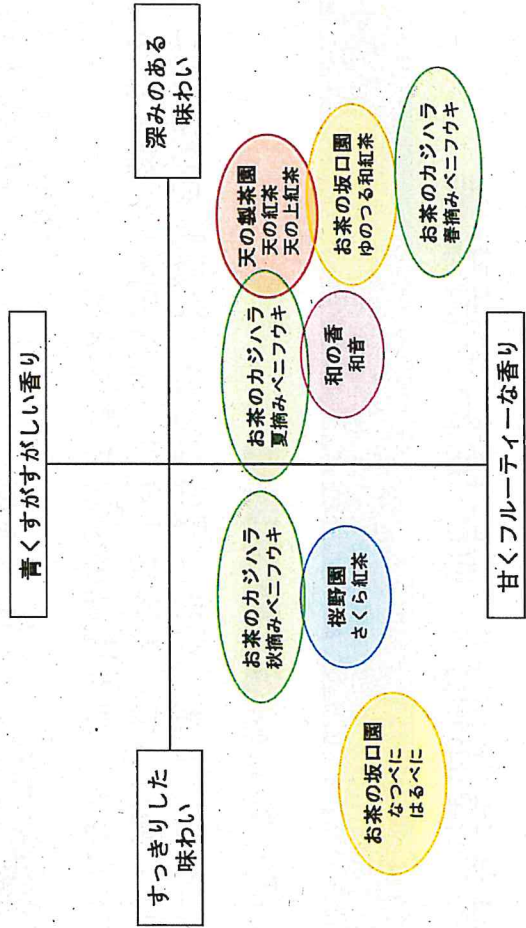 青くすがすがしい香り
すっきりした
味わい
深みのある
味わい
お茶のカジハラ
秋摘みべニフウキ
お茶のカジハラ
夏摘みべニフウキ
天の製茶園
天の紅茶
天の上紅茶
桜野園
さくら紅茶
和の香
和音
お茶の坂口園
ゆのつる和紅茶
お茶の坂口園
なつべに
はるべに
お茶のカジハラ
春摘みべニフウキ
甘くフルーティーな香り